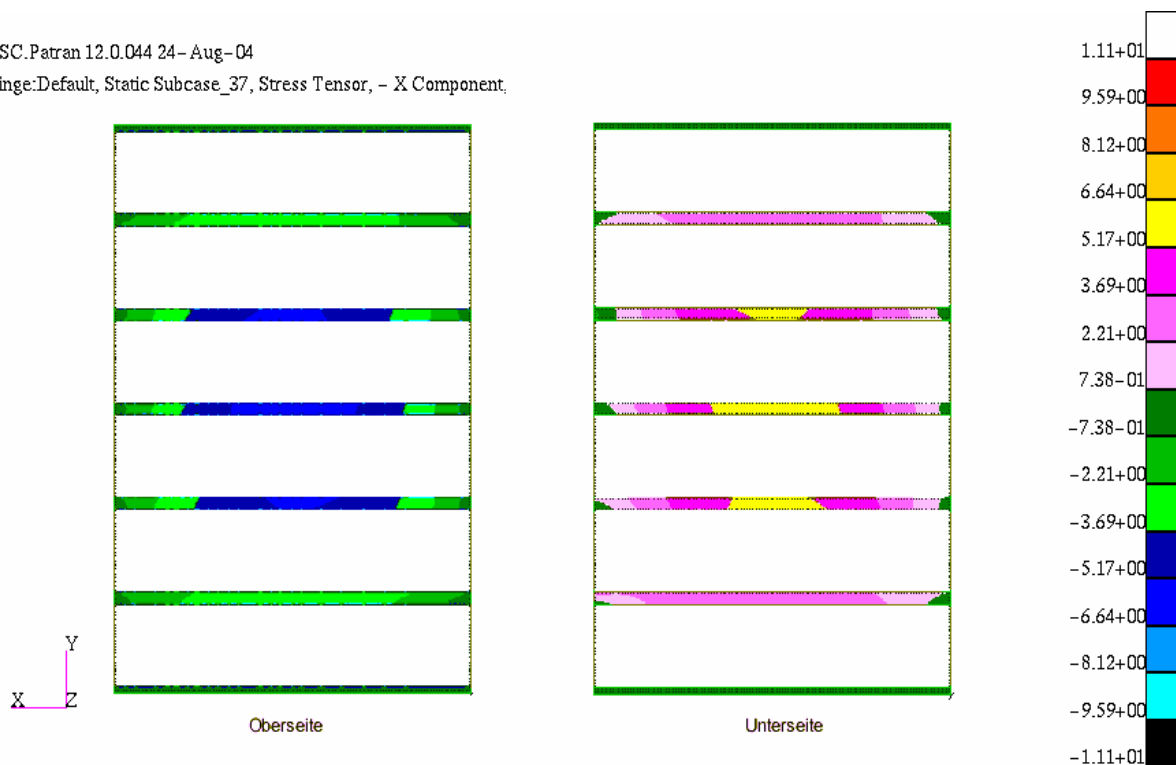 SC.Patran 12.0.044 24-Aug-04
inge:Default, Static Subcase_37, Stress Tensor, - X Component,
1.11+01
9.59+00
8.12+00
6.64+00
5.17+00
3.69+00
2.21+00
7.38-01
-7.38-01
-2.21+00
-3.69+00
-5.17+00
-6.64+00
-8.12+00
-9.59+00
-1.11+01
Y
X
Z
Oberseite
Unterseite